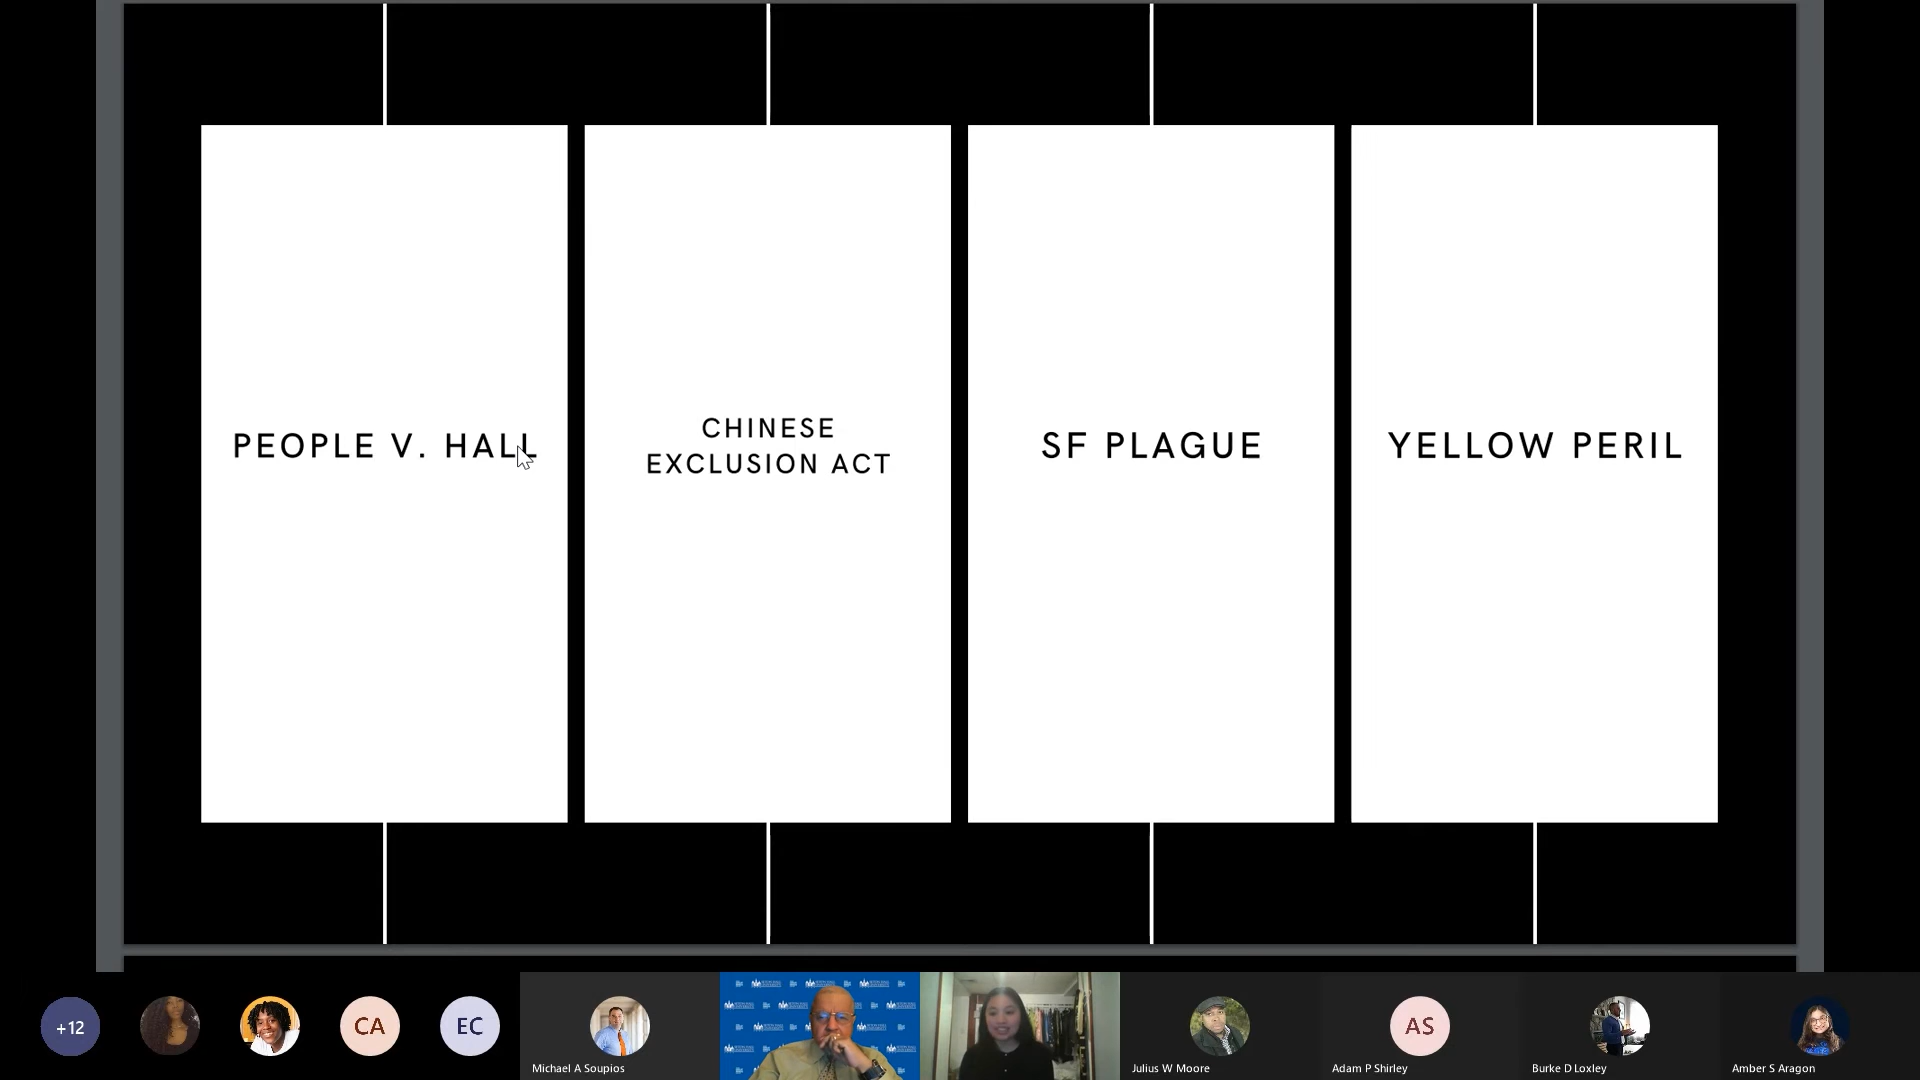 PEOPLE V. HALL
CHINESE
EXCLUSION ACT
SF PLAGUE
YELLOW PERIL
+12
CA
EC
Michael A Soupios
Julius W Moore
AS
Adam P Shirley
Burke D Loxley
Amber S Aragon